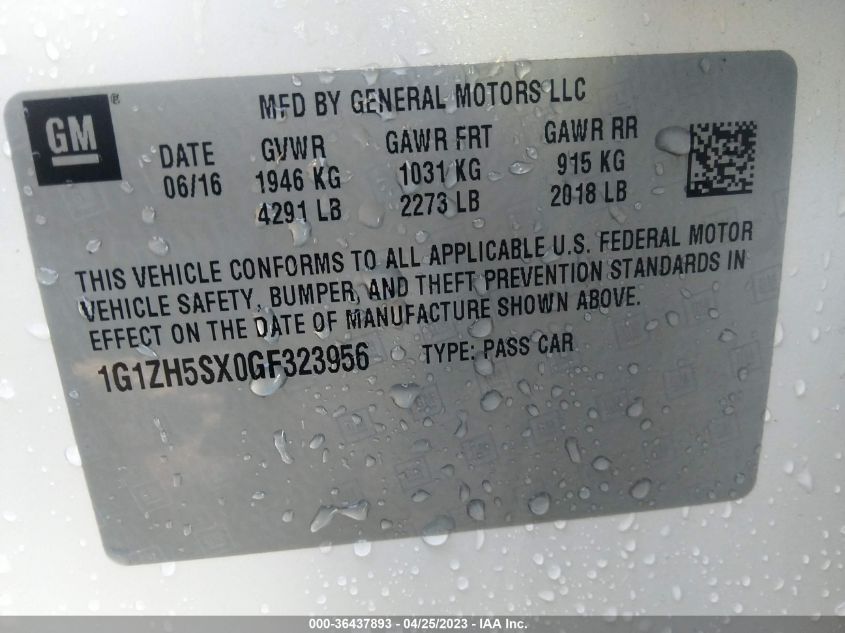 GM®
MFD BY GENERAL MOTORS LLC
DATE GVWR GAWR FRT GAWR RR
06/16 1946 KG 1031 KG 915 KG
4291 LB 2273 LB 2018 LB
THIS VEHICLE CONFORMS TO ALL APPLICABLE U.S. FEDERAL MOTOR
VEHICLE SAFETY, BUMPER, AND THEFT PREVENTION STANDARDS IN
EFFECT ON THE DATE OF MANUFACTURE SHOWN ABOVE.
1G1ZH5SX0GF323956 TYPE: PASS CAR
000-36437893 - 04/25/2023 - IAA Inc.